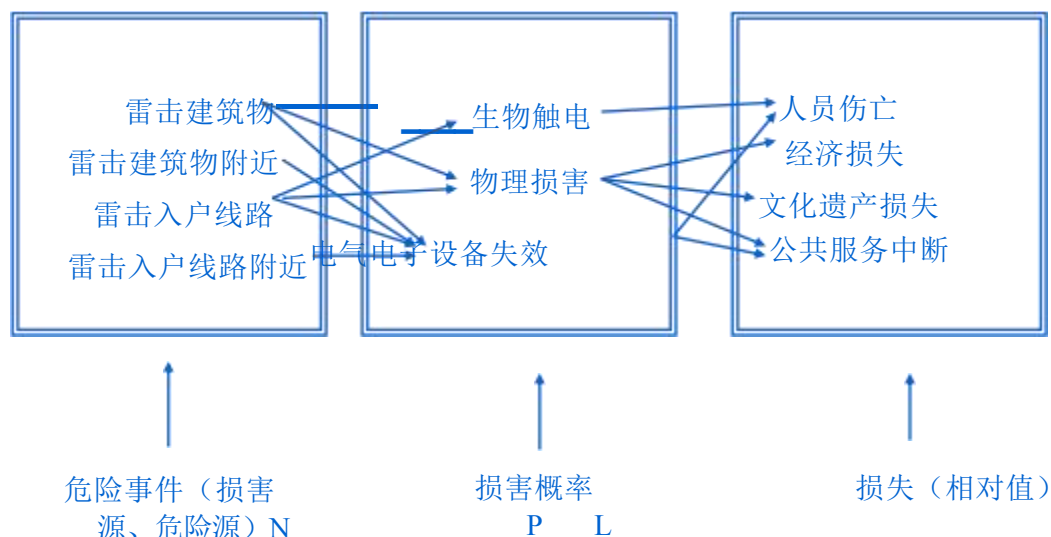 雷击建筑物
雷击建筑物附近
雷击入户线路
雷击入户线路附近
生物触电
物理损害
电气电子设备失效
人员伤亡
经济损失
文化遗产损失
公共服务中断
危险事件（损害
源、危险源）N
损害概率
P L
损失（相对值）